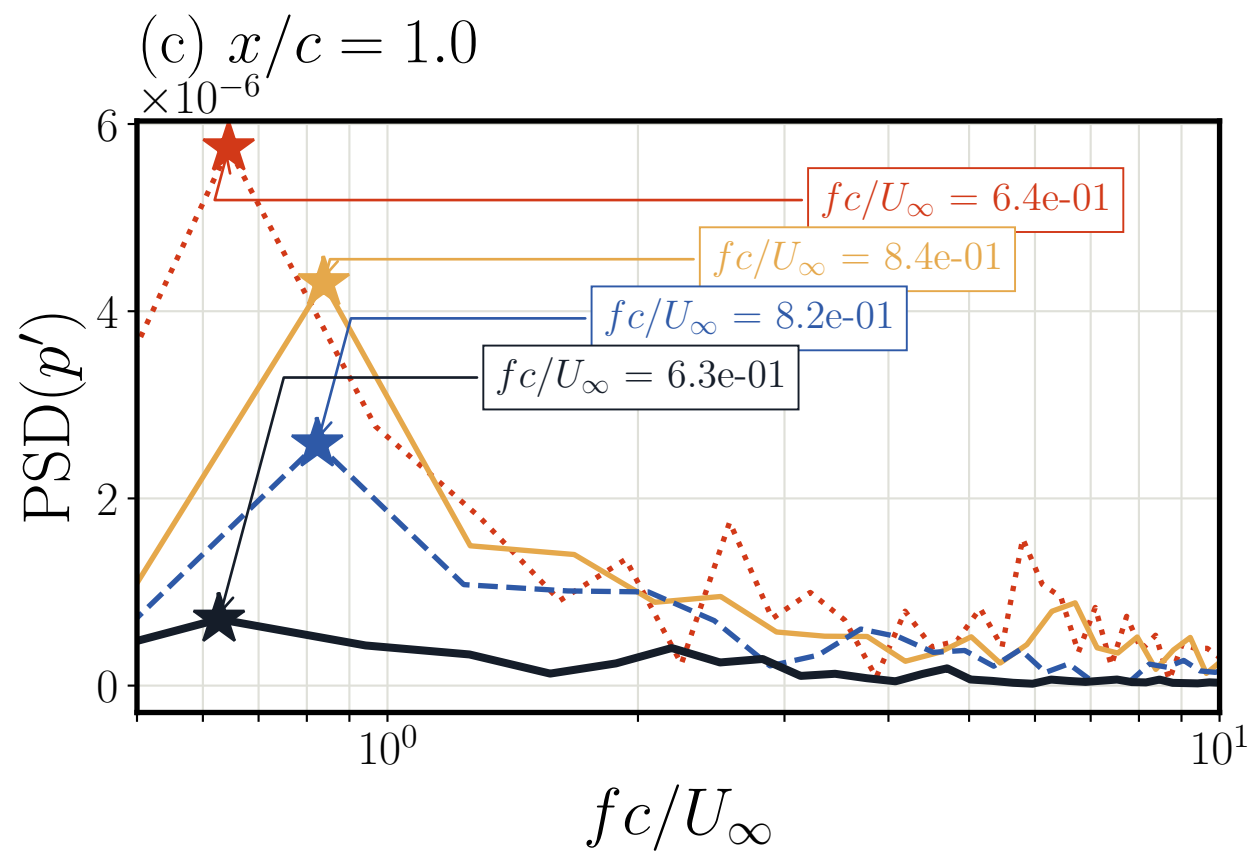 (c) x/c = 1.0
×10⁻⁶
6
4
2
0
PSD(p′)
fc/U∞ = 6.4e-01
fc/U∞ = 8.4e-01
fc/U∞ = 8.2e-01
fc/U∞ = 6.3e-01
10⁰
10¹
fc/U∞